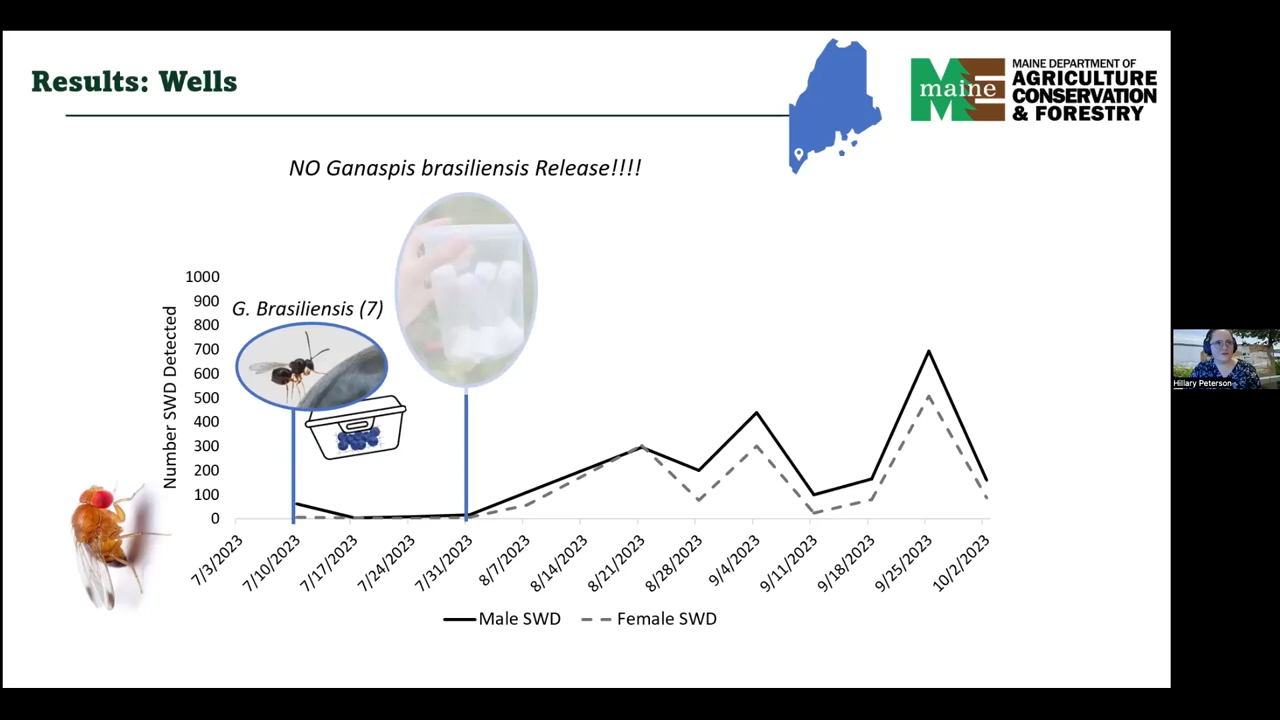 Results: Wells
maine
MAINE DEPARTMENT OF
AGRICULTURE
CONSERVATION
& FORESTRY
NO Ganaspis brasiliensis Release!!!!
G. Brasiliensis (7)
Number SWD Detected
1000
900
800
700
600
500
400
300
200
100
0
7/3/2023
7/10/2023
7/17/2023
7/24/2023
7/31/2023
8/7/2023
8/14/2023
8/21/2023
8/28/2023
9/4/2023
9/11/2023
9/18/2023
9/25/2023
10/2/2023
Male SWD
Female SWD
Hillary Peterson